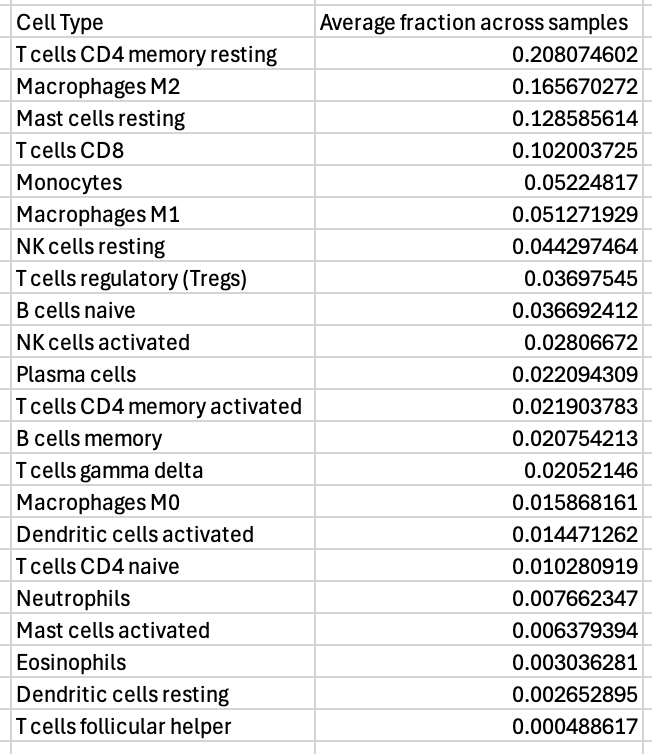 Cell Type Average fraction across samples
T cells CD4 memory resting 0.208074602
Macrophages M2 0.165670272
Mast cells resting 0.128585614
T cells CD8 0.102003725
Monocytes 0.05224817
Macrophages M1 0.051271929
NK cells resting 0.044297464
T cells regulatory (Tregs) 0.03697545
B cells naive 0.036692412
NK cells activated 0.02806672
Plasma cells 0.022094309
T cells CD4 memory activated 0.021903783
B cells memory 0.020754213
T cells gamma delta 0.02052146
Macrophages M0 0.015868161
Dendritic cells activated 0.014471262
T cells CD4 naive 0.010280919
Neutrophils 0.007662347
Mast cells activated 0.006379394
Eosinophils 0.003036281
Dendritic cells resting 0.002652895
T cells follicular helper 0.000488617